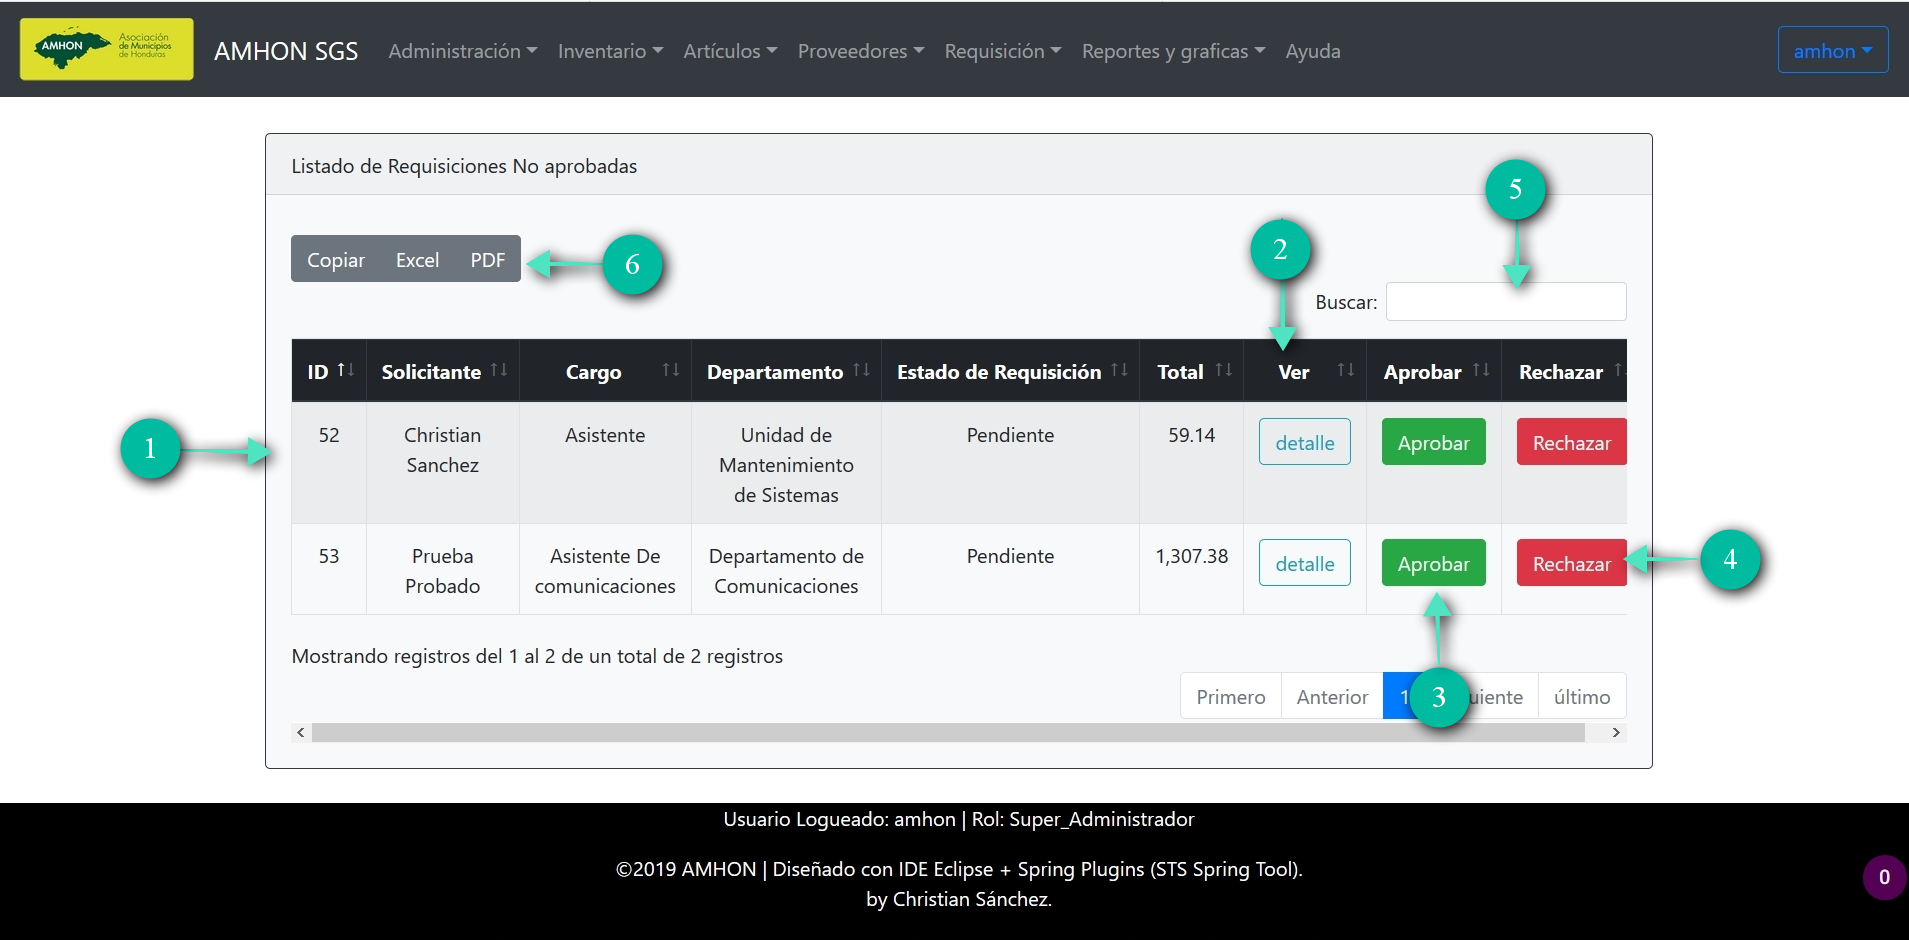 AMHON
Asociación
de Municipios
de Honduras
AMHON SGS Administración Inventario Artículos Proveedores Requisición Reportes y graficas Ayuda amhon
Listado de Requisiciones No aprobadas
5
2
Copiar Excel PDF
6
Buscar:
ID Solicitante Cargo Departamento Estado de Requisición Total Ver Aprobar Rechazar
1
52 Christian Asistente Unidad de Pendiente 59.14 detalle Aprobar Rechazar
Sanchez Mantenimiento
de Sistemas
53 Prueba Asistente De Departamento de Pendiente 1,307.38 detalle Aprobar Rechazar
Probado comunicaciones Comunicaciones
4
Mostrando registros del 1 al 2 de un total de 2 registros
Primero Anterior 1 3 uiente último
Usuario Logueado: amhon | Rol: Super_Administrador
©2019 AMHON | Diseñado con IDE Eclipse + Spring Plugins (STS Spring Tool).
by Christian Sánchez.
0